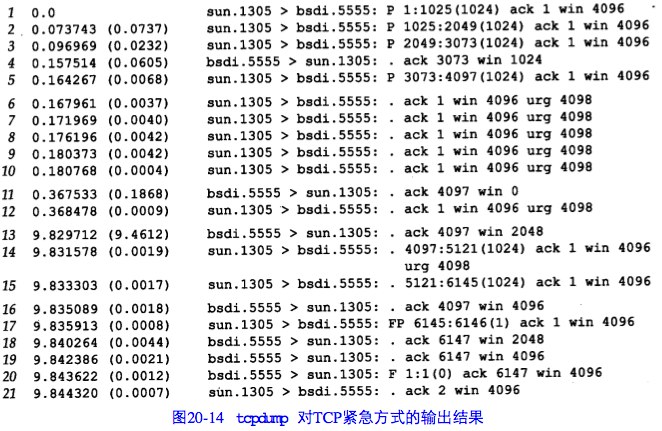 1 0.0 sun.1305 > bsdi.5555: P 1:1025(1024) ack 1 win 4096
2 0.073743 (0.0737) sun.1305 > bsdi.5555: P 1025:2049(1024) ack 1 win 4096
3 0.096969 (0.0232) sun.1305 > bsdi.5555: P 2049:3073(1024) ack 1 win 4096
4 0.157514 (0.0605) bsdi.5555 > sun.1305: . ack 3073 win 1024
5 0.164267 (0.0068) sun.1305 > bsdi.5555: P 3073:4097(1024) ack 1 win 4096
6 0.167961 (0.0037) sun.1305 > bsdi.5555: . ack 1 win 4096 urg 4098
7 0.171969 (0.0040) sun.1305 > bsdi.5555: . ack 1 win 4096 urg 4098
8 0.176196 (0.0042) sun.1305 > bsdi.5555: . ack 1 win 4096 urg 4098
9 0.180373 (0.0042) sun.1305 > bsdi.5555: . ack 1 win 4096 urg 4098
10 0.180768 (0.0004) sun.1305 > bsdi.5555: . ack 1 win 4096 urg 4098
11 0.367533 (0.1868) bsdi.5555 > sun.1305: . ack 4097 win 0
12 0.368478 (0.0009) sun.1305 > bsdi.5555: . ack 1 win 4096 urg 4098
13 9.829712 (9.4612) bsdi.5555 > sun.1305: . ack 4097 win 2048
14 9.831578 (0.0019) sun.1305 > bsdi.5555: . 4097:5121(1024) ack 1 win 4096
urg 4098
15 9.833303 (0.0017) sun.1305 > bsdi.5555: . 5121:6145(1024) ack 1 win 4096
16 9.835089 (0.0018) bsdi.5555 > sun.1305: . ack 4097 win 4096
17 9.835913 (0.0008) sun.1305 > bsdi.5555: FP 6145:6146(1) ack 1 win 4096
18 9.840264 (0.0044) bsdi.5555 > sun.1305: . ack 6147 win 2048
19 9.842386 (0.0021) bsdi.5555 > sun.1305: . ack 6147 win 4096
20 9.843622 (0.0012) bsdi.5555 > sun.1305: F 1:1(0) ack 6147 win 4096
21 9.844320 (0.0007) sun.1305 > bsdi.5555: . ack 2 win 4096
图20-14 tcpdump 对TCP紧急方式的输出结果